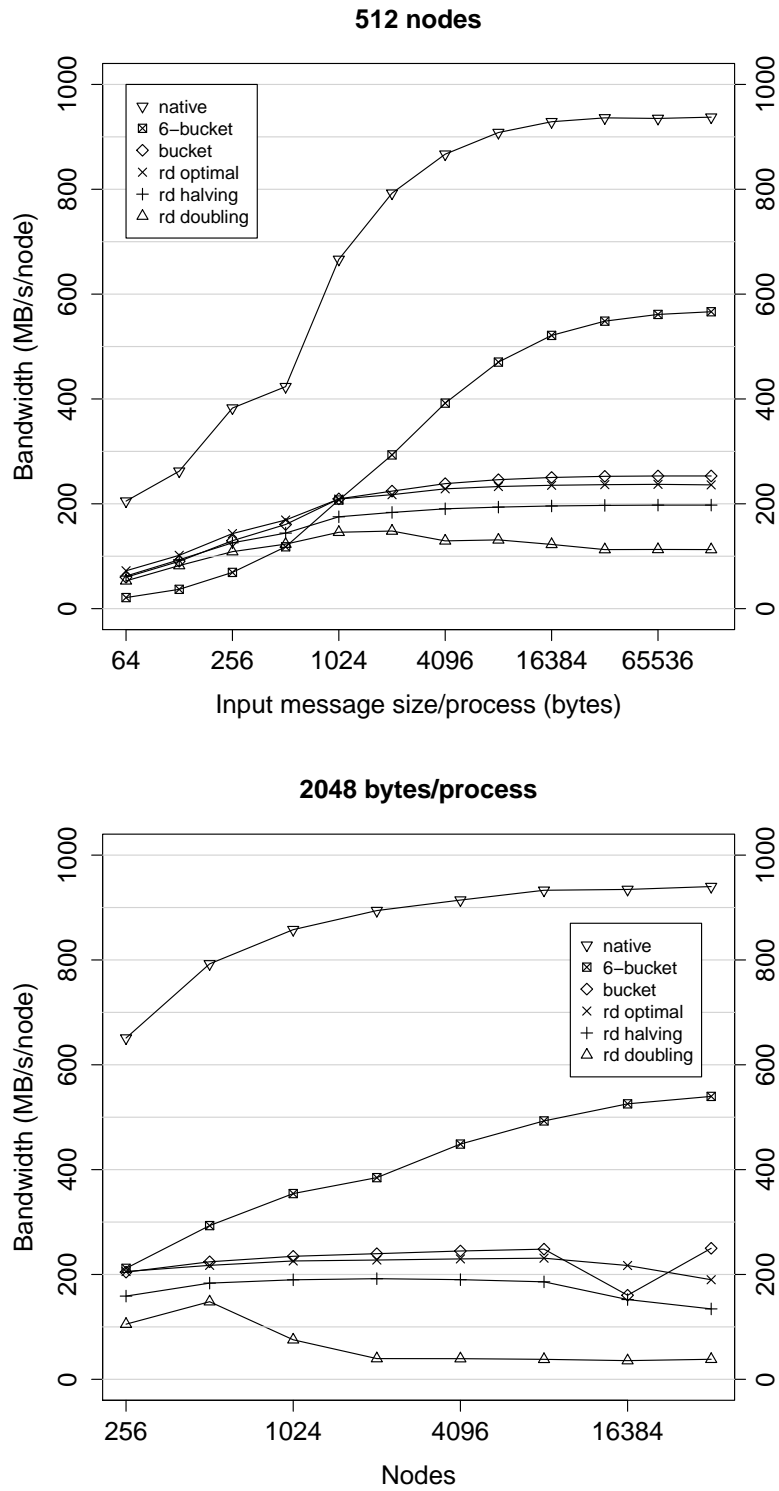 512 nodes
1000
800
600
400
200
0
1000
800
600
400
200
0
Bandwidth (MB/s/node)
native
6−bucket
bucket
rd optimal
rd halving
rd doubling
64
256
1024
4096
16384
65536
Input message size/process (bytes)
2048 bytes/process
1000
800
600
400
200
0
1000
800
600
400
200
0
Bandwidth (MB/s/node)
native
6−bucket
bucket
rd optimal
rd halving
rd doubling
256
1024
4096
16384
Nodes